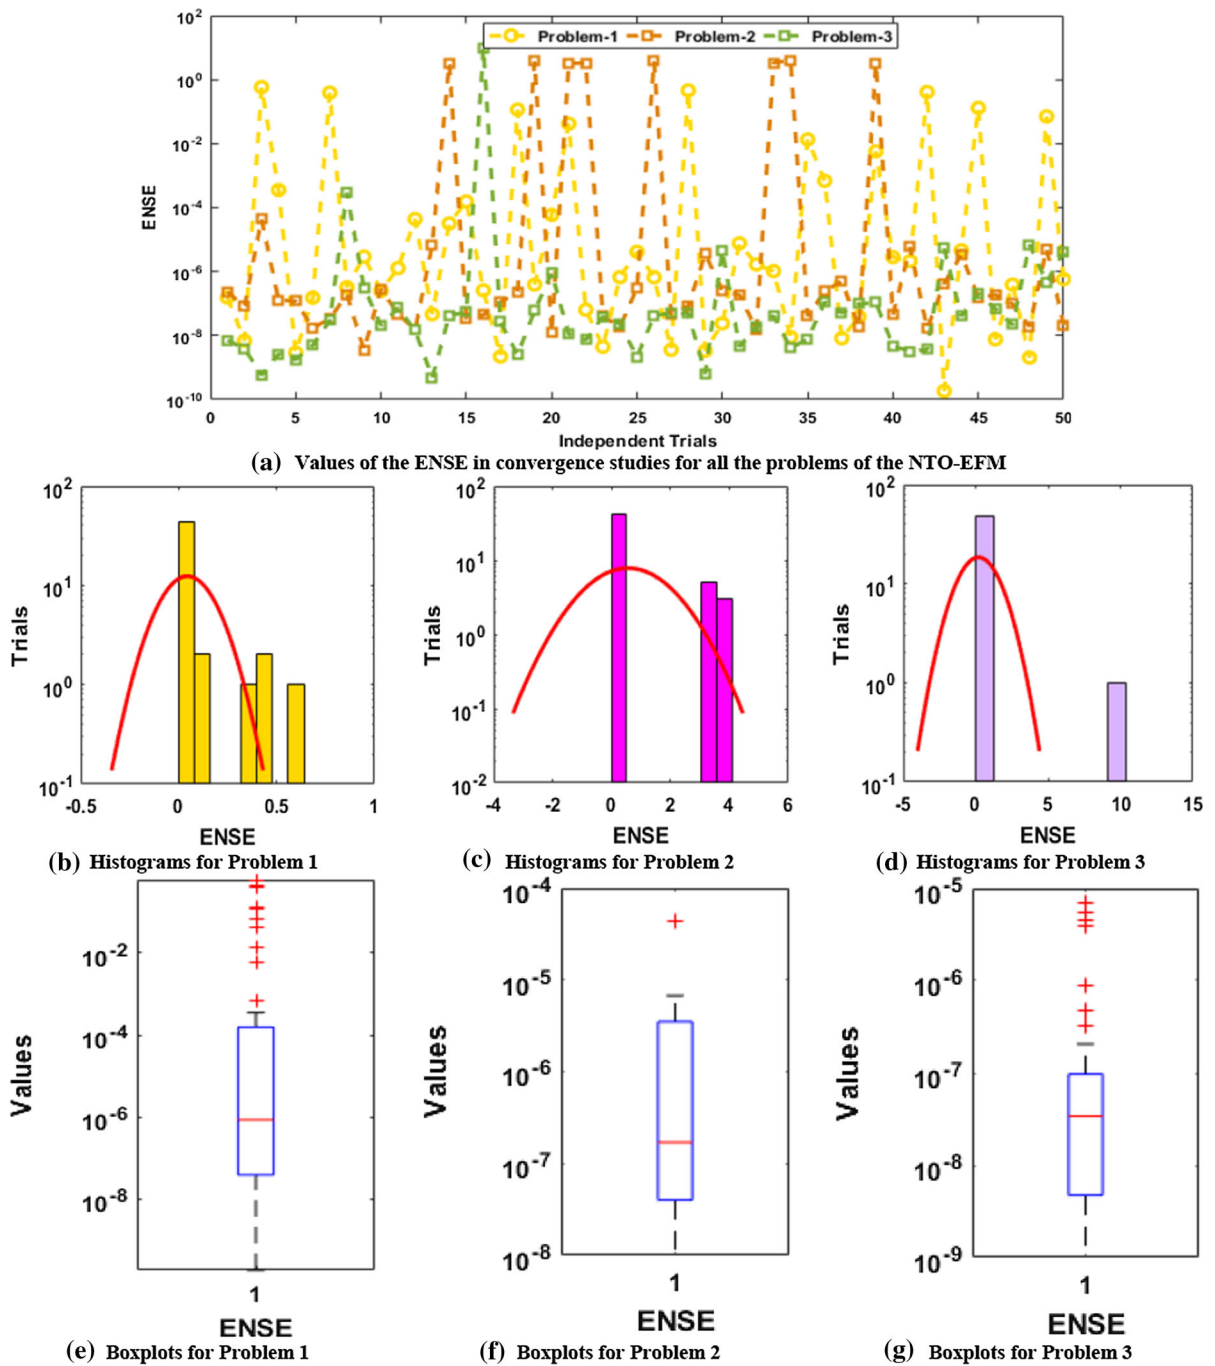 10^2
10^0
10^-2
10^-4
10^-6
10^-8
10^-10
ENSE
Problem-1 Problem-2 Problem-3
0 5 10 15 20 25 30 35 40 45 50
Independent Trials
(a) Values of the ENSE in convergence studies for all the problems of the NTO-EFM
10^2
10^1
10^0
10^-1
Trials
-0.5 0 0.5 1
ENSE
(b) Histograms for Problem 1
10^2
10^1
10^0
10^-1
10^-2
Trials
-4 -2 0 2 4 6
ENSE
(c) Histograms for Problem 2
10^2
10^1
10^0
10^-1
Trials
-5 0 5 10 15
ENSE
(d) Histograms for Problem 3
10^-2
10^-4
10^-6
10^-8
Values
1
ENSE
(e) Boxplots for Problem 1
10^-4
10^-5
10^-6
10^-7
10^-8
Values
1
ENSE
(f) Boxplots for Problem 2
10^-5
10^-6
10^-7
10^-8
10^-9
Values
1
ENSE
(g) Boxplots for Problem 3